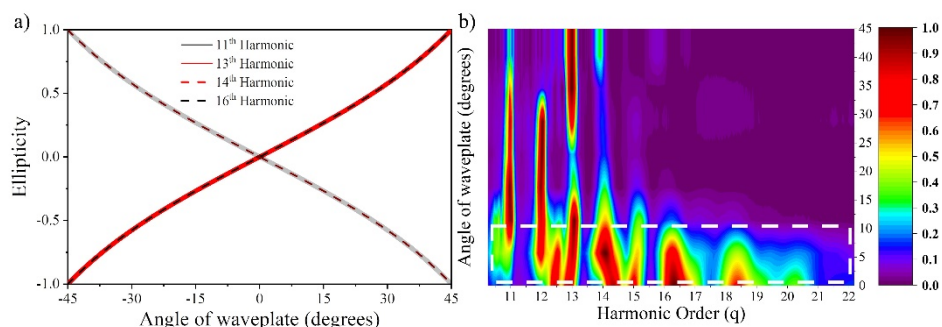 a)
1.0
0.5
0.0
-0.5
-1.0
Ellipticity
11th Harmonic
13th Harmonic
14th Harmonic
16th Harmonic
-45 -30 -15 0 15 30 45
Angle of waveplate (degrees)
b)
Angle of waveplate (degrees)
45
40
35
30
25
20
15
10
5
0
11 12 13 14 15 16 17 18 19 20 21 22
Harmonic Order (q)
1.0
0.9
0.8
0.7
0.6
0.5
0.4
0.3
0.2
0.1
0.0